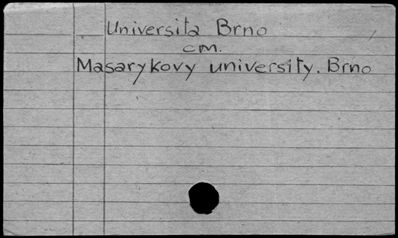 Universita Brno
cm.
Masarykovy university. Brno